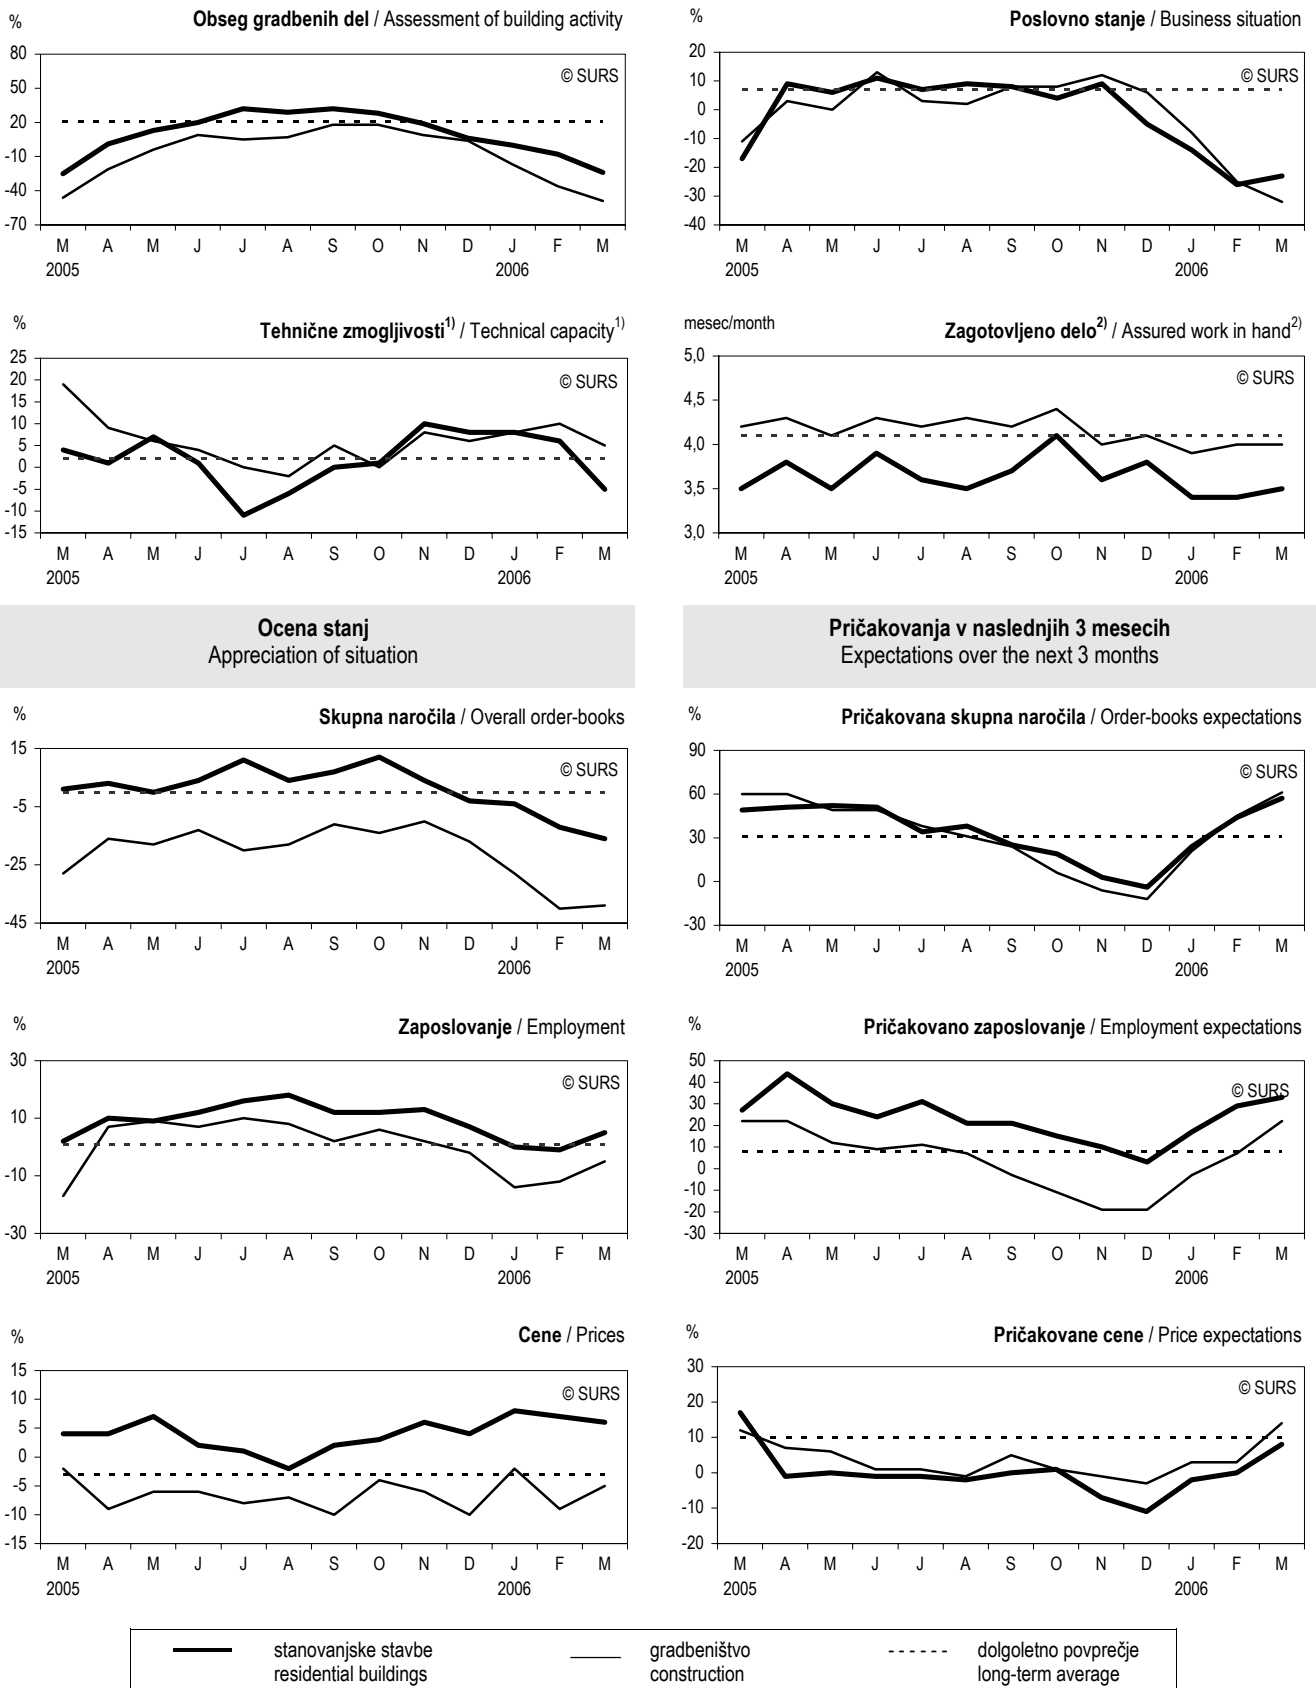 Obseg gradbenih del / Assessment of building activity
%
80
50
20
-10
-40
-70
© SURS
M A M J J A S O N D J F M
2005 2006
Poslovno stanje / Business situation
%
20
10
0
-10
-20
-30
-40
© SURS
M A M J J A S O N D J F M
2005 2006
Tehnične zmogljivosti1) / Technical capacity1)
%
25
20
15
10
5
0
-5
-10
-15
© SURS
M A M J J A S O N D J F M
2005 2006
mesec/month
Zagotovljeno delo2) / Assured work in hand2)
5,0
4,5
4,0
3,5
3,0
© SURS
M A M J J A S O N D J F M
2005 2006
Ocena stanj
Appreciation of situation
Pričakovanja v naslednjih 3 mesecih
Expectations over the next 3 months
%
Skupna naročila / Overall order-books
15
-5
-25
-45
© SURS
M A M J J A S O N D J F M
2005 2006
%
Pričakovana skupna naročila / Order-books expectations
90
60
30
0
-30
© SURS
M A M J J A S O N D J F M
2005 2006
%
Zaposlovanje / Employment
30
10
-10
-30
© SURS
M A M J J A S O N D J F M
2005 2006
%
Pričakovano zaposlovanje / Employment expectations
50
40
30
20
10
0
-10
-20
-30
© SURS
M A M J J A S O N D J F M
2005 2006
%
Cene / Prices
15
10
5
0
-5
-10
-15
© SURS
M A M J J A S O N D J F M
2005 2006
%
Pričakovane cene / Price expectations
30
20
10
0
-10
-20
© SURS
M A M J J A S O N D J F M
2005 2006
stanovanjske stavbe
residential buildings
gradbeništvo
construction
dolgoletno povprečje
long-term average